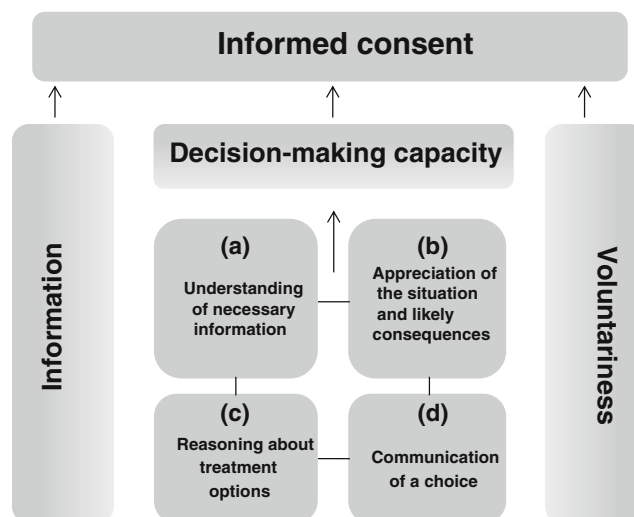 Informed consent
Decision-making capacity
Information
Voluntariness
(a)
Understanding
of necessary
information
(b)
Appreciation of
the situation
and likely
consequences
(c)
Reasoning about
treatment
options
(d)
Communication
of a choice